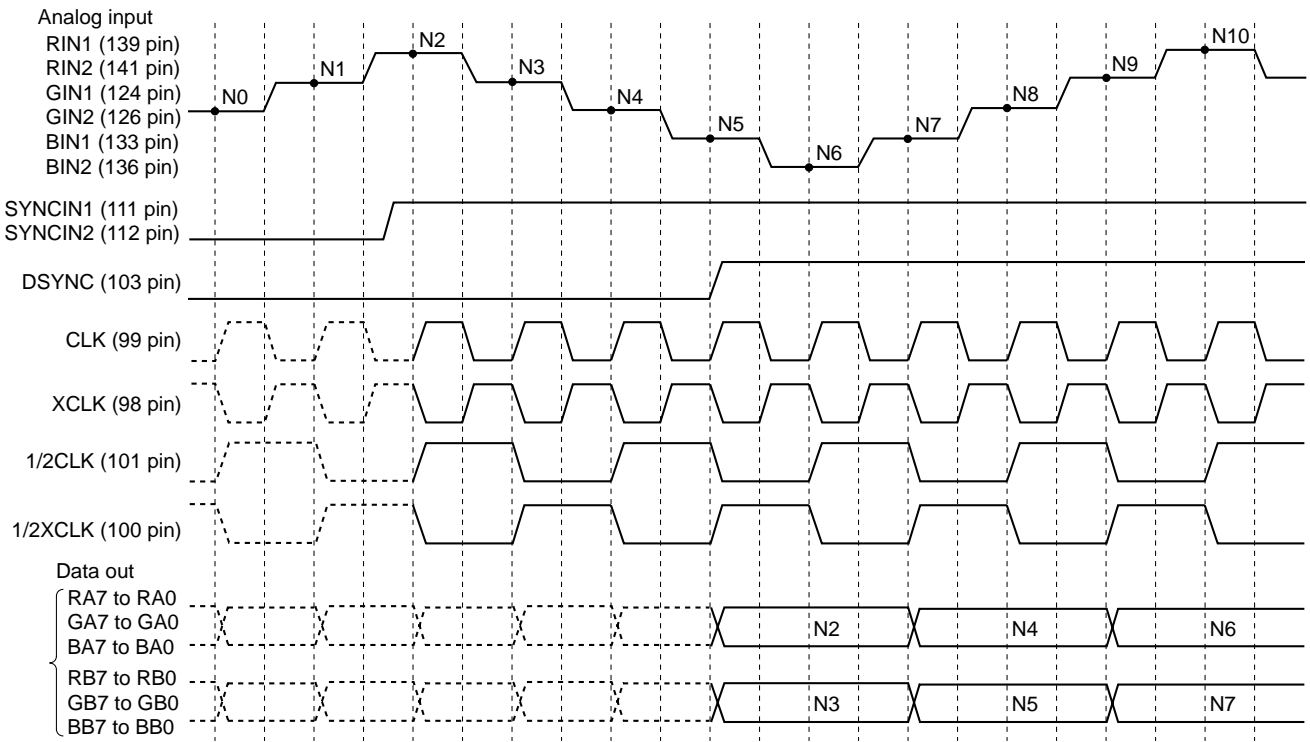 Analog input
RIN1 (139 pin)
RIN2 (141 pin)
GIN1 (124 pin)
GIN2 (126 pin)
BIN1 (133 pin)
BIN2 (136 pin)
N0
N1
N2
N3
N4
N5
N6
N7
N8
N9
N10
SYNCIN1 (111 pin)
SYNCIN2 (112 pin)
DSYNC (103 pin)
CLK (99 pin)
XCLK (98 pin)
1/2CLK (101 pin)
1/2XCLK (100 pin)
Data out
RA7 to RA0
GA7 to GA0
BA7 to BA0
N2
N4
N6
RB7 to RB0
GB7 to GB0
BB7 to BB0
N3
N5
N7